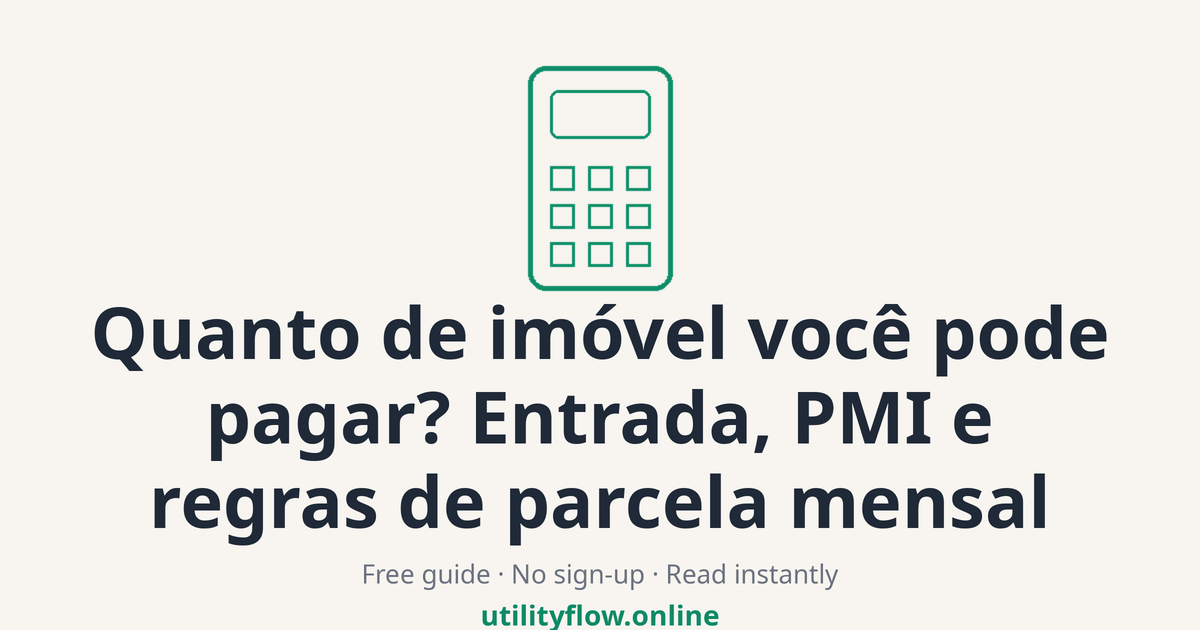 Quanto de imóvel você pode
pagar? Entrada, PMI e
regras de parcela mensal
Free guide · No sign-up · Read instantly
utilityflow.online